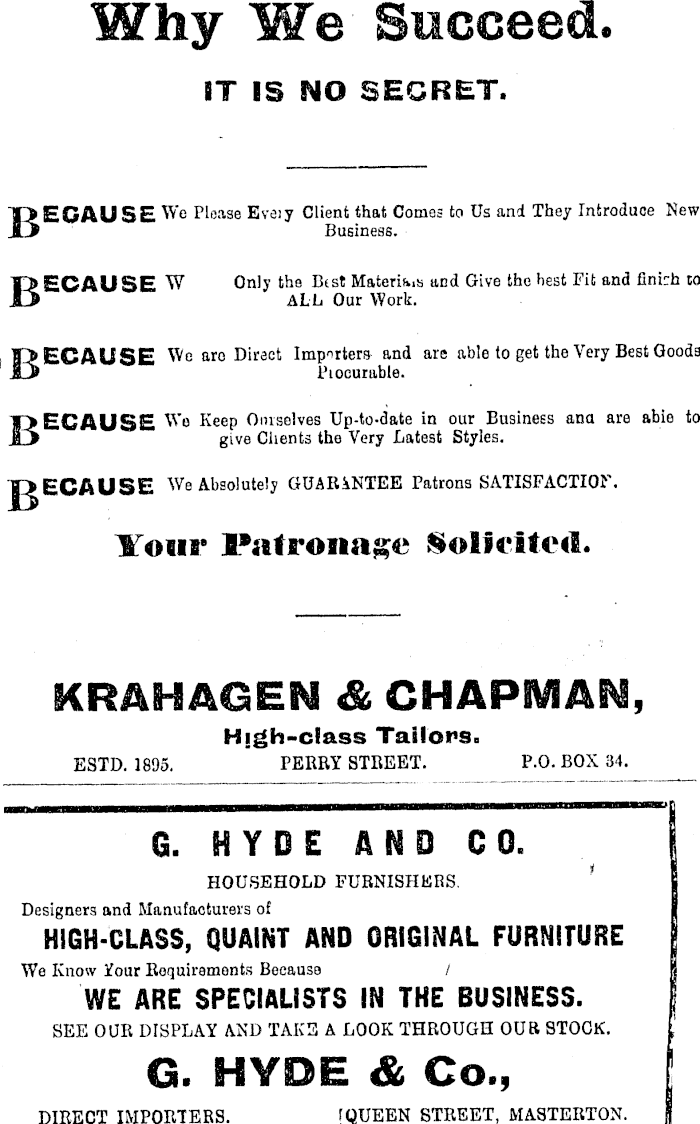 Why We Succeed.
IT IS NO SECRET.
BECAUSE We Please Every Client that Comes to Us and They Introduce New
Business.
BECAUSE W Only the Best Materials and Give the best Fit and finish to
ALL Our Work.
BECAUSE We are Direct Importers and are able to get the Very Best Goods
Procurable.
BECAUSE We Keep Ourselves Up-to-date in our Business and are able to
give Clients the Very Latest Styles.
BECAUSE We Absolutely GUARANTEE Patrons SATISFACTION.
Your Patronage Solicited.
KRAHAGEN & CHAPMAN,
High-class Tailors.
ESTD. 1895. PERRY STREET. P.O. BOX 34.
G. HYDE AND CO.
HOUSEHOLD FURNISHERS.
Designers and Manufacturers of
HIGH-CLASS, QUAINT AND ORIGINAL FURNITURE
We Know Your Requirements Because
WE ARE SPECIALISTS IN THE BUSINESS.
SEE OUR DISPLAY AND TAKE A LOOK THROUGH OUR STOCK.
G. HYDE & Co.,
DIRECT IMPORTERS. QUEEN STREET, MASTERTON.